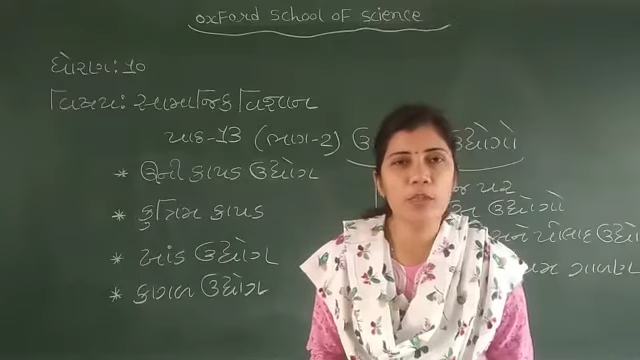 oxford School of Science
ધોરણ: 10
વિષય: સામાજિક વિજ્ઞાન
પાઠ-13 (ભાગ-2) ઉદ્યોગો
* ઊની કાપડ ઉદ્યોગ
* કૃત્રિમ કાપડ
ઉદ્યોગો
* ખાંડ ઉદ્યોગ
અને પોલાદ ઉદ્યોગ
* કાગળ ઉદ્યોગ